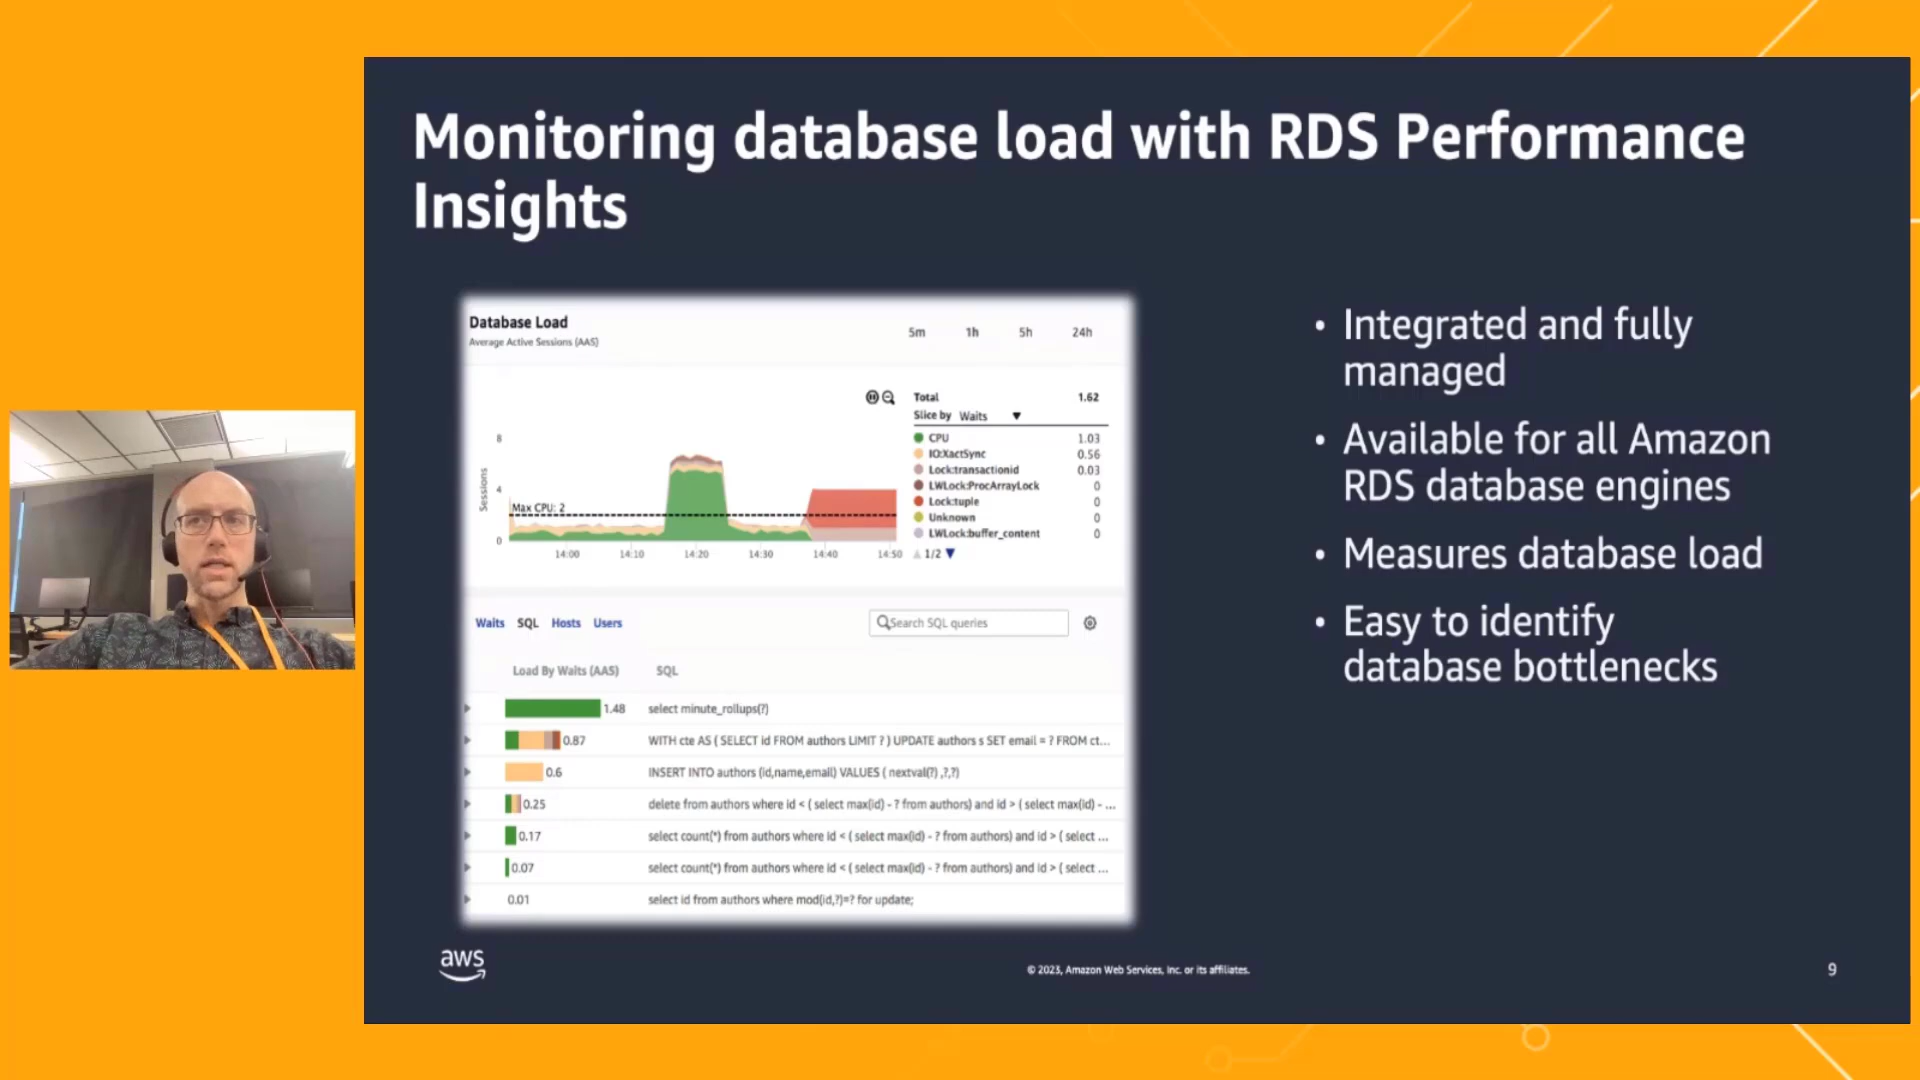 Monitoring database load with RDS Performance
Insights
Database Load
Average Active Sessions (AAS)
5m 1h 5h 24h
Total 1.62
Slice by Waits
CPU 1.03
IO:XactSync 0.56
Lock:transactionid 0.03
LWLock:ProcArrayLock 0
Lock:tuple 0
Unknown 0
LWLock:buffer_content 0
1/2
Sessions
8
4
0
Max CPU: 2
14:00 14:10 14:20 14:30 14:40 14:50
Waits SQL Hosts Users
Search SQL queries
Load By Waits (AAS) SQL
1.48 select minute_rollups(?)
0.87 WITH cte AS ( SELECT id FROM authors LIMIT ? ) UPDATE authors s SET email = ? FROM ct...
0.6 INSERT INTO authors (id,name,email) VALUES ( nextval(?) ,?,?)
0.25 delete from authors where id < ( select max(id) - ? from authors) and id > ( select max(id) - ...
0.17 select count(*) from authors where id < ( select max(id) - ? from authors) and id > ( select ...
0.07 select count(*) from authors where id < ( select max(id) - ? from authors) and id > ( select ...
0.01 select id from authors where mod(id,?)=? for update;
• Integrated and fully
managed
• Available for all Amazon
RDS database engines
• Measures database load
• Easy to identify
database bottlenecks
aws
© 2023, Amazon Web Services, Inc. or its affiliates.
9